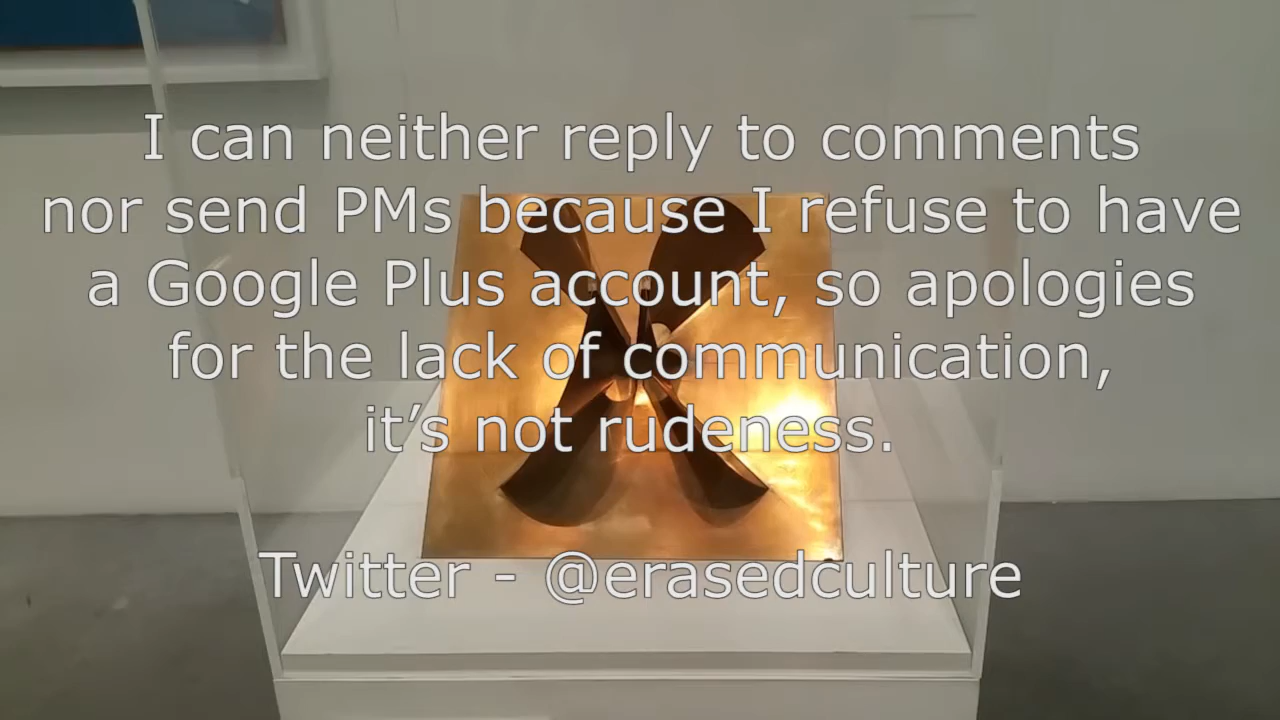 I can neither reply to comments
nor send PMs because I refuse to have
a Google Plus account, so apologies
for the lack of communication,
it’s not rudeness.
Twitter - @erasedculture